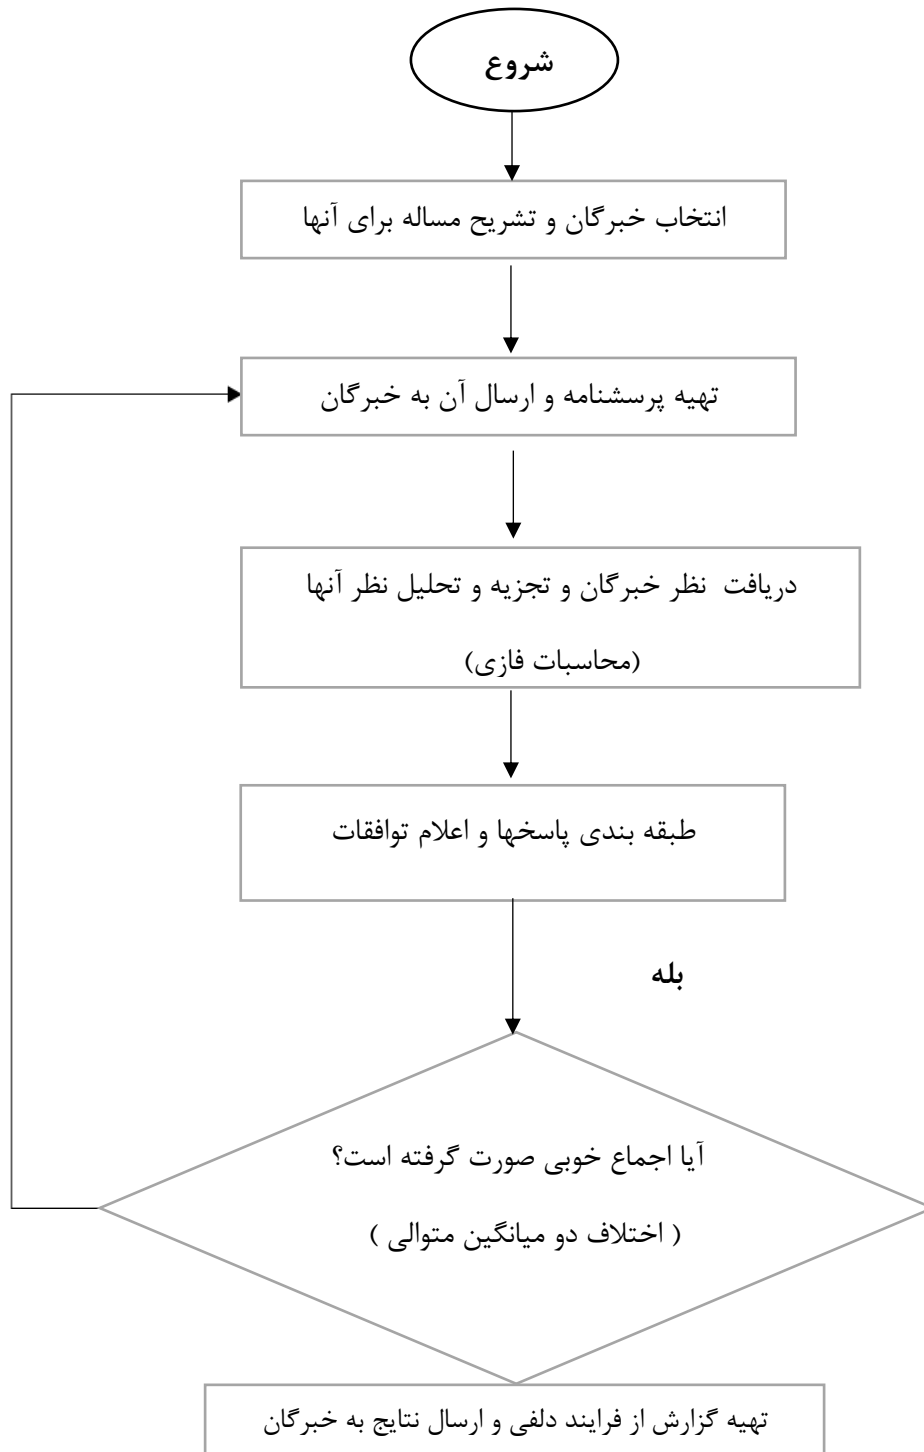 شروع
انتخاب خبرگان و تشریح مساله برای آنها
تهیه پرسشنامه و ارسال آن به خبرگان
دریافت نظر خبرگان و تجزیه و تحلیل نظر آنها
(محاسبات فازی)
طبقه بندی پاسخها و اعلام توافقات
بله
آیا اجماع خوبی صورت گرفته است؟
( اختلاف دو میانگین متوالی )
تهیه گزارش از فرایند دلفی و ارسال نتایج به خبرگان